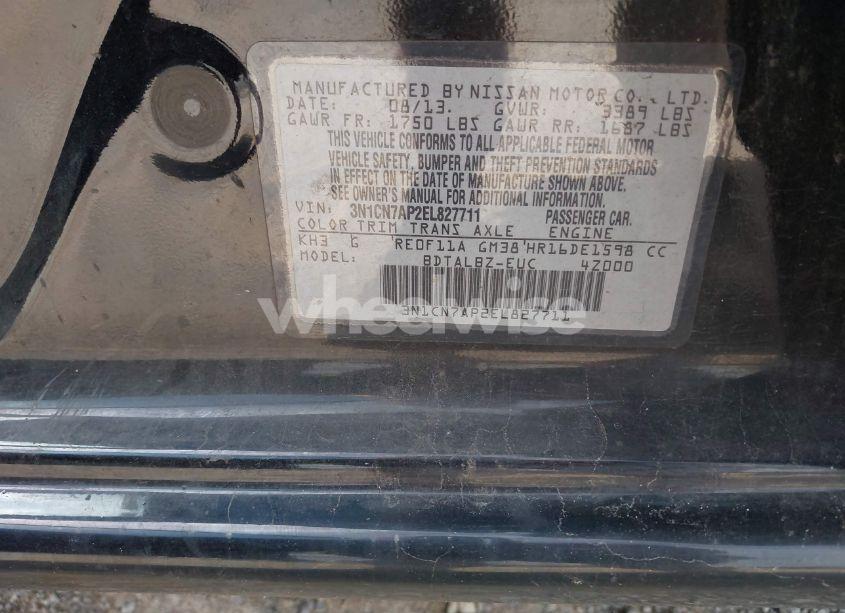 MANUFACTURED BY NISSAN MOTOR CO., LTD.
DATE: 08/13. GVWR: 3389 LBS
GAWR FR: 1750 LBS GAWR RR: 1687 LBS
THIS VEHICLE CONFORMS TO ALL APPLICABLE FEDERAL MOTOR
VEHICLE SAFETY, BUMPER AND THEFT PREVENTION STANDARDS
IN EFFECT ON THE DATE OF MANUFACTURE SHOWN ABOVE.
SEE OWNER'S MANUAL FOR ADDITIONAL INFORMATION.
VIN: 3N1CN7AP2EL827711 PASSENGER CAR.
COLOR TRIM TRANS AXLE ENGINE
KH3 G RE0F11A GM38 HR16DE1598 CC
MODEL: BDTALBZ-EUC 4Z000
wheelwise
3N1CN7AP2EL827711